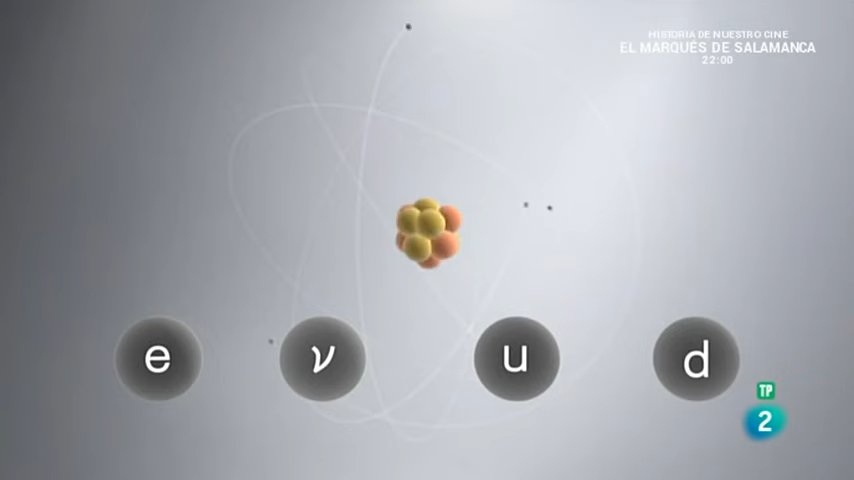 HISTORIA DE NUESTRO CINE
EL MARQUÉS DE SALAMANCA
22:00
e ν u d
TP
2